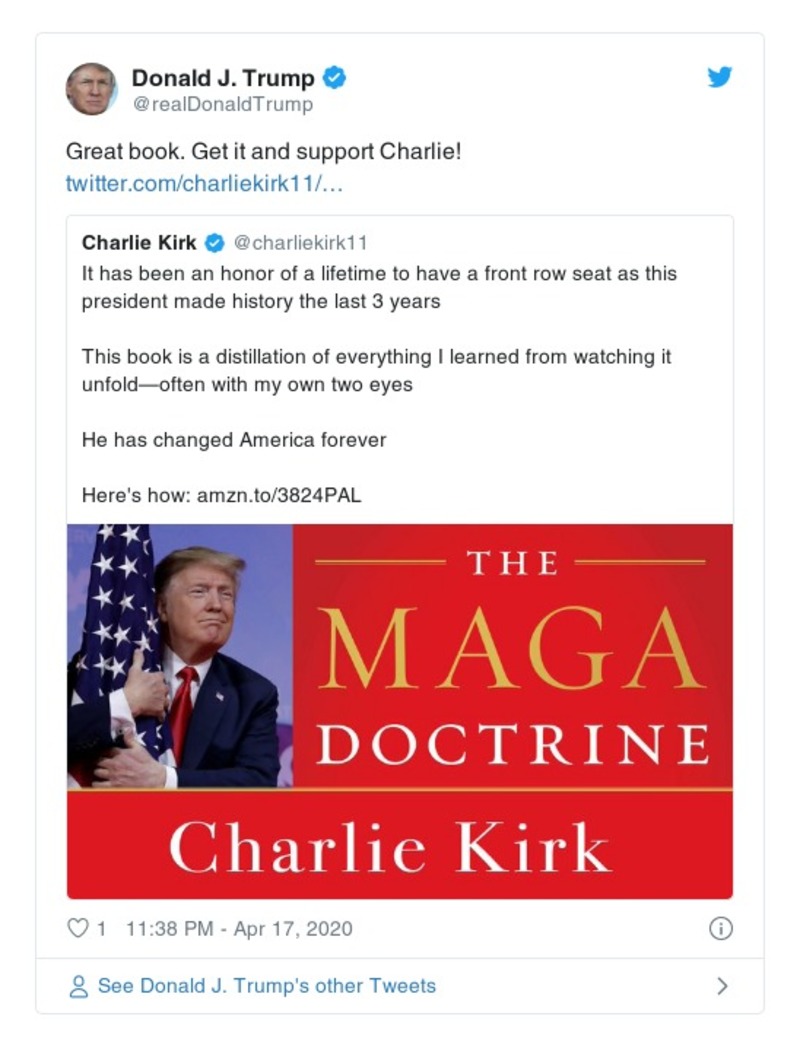 Donald J. Trump
@realDonaldTrump
Great book. Get it and support Charlie!
twitter.com/charliekirk11/…
Charlie Kirk @charliekirk11
It has been an honor of a lifetime to have a front row seat as this
president made history the last 3 years
This book is a distillation of everything I learned from watching it
unfold—often with my own two eyes
He has changed America forever
Here's how: amzn.to/3824PAL
THE
MAGA
DOCTRINE
Charlie Kirk
1 11:38 PM - Apr 17, 2020
See Donald J. Trump's other Tweets